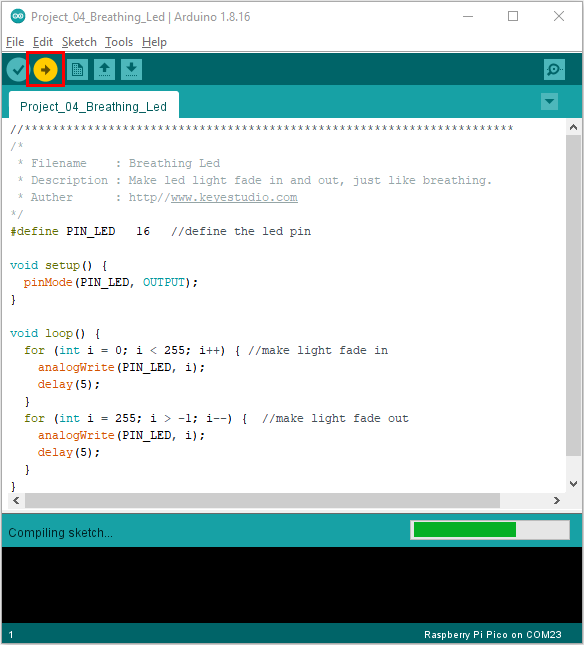 Project_04_Breathing_Led | Arduino 1.8.16
File Edit Sketch Tools Help
Project_04_Breathing_Led
//**********************************************************************
/*
 * Filename    : Breathing Led
 * Description : Make led light fade in and out, just like breathing.
 * Auther      : http//www.keyestudio.com
*/
#define PIN_LED   16   //define the led pin

void setup() {
  pinMode(PIN_LED, OUTPUT);
}

void loop() {
  for (int i = 0; i < 255; i++) { //make light fade in
    analogWrite(PIN_LED, i);
    delay(5);
  }
  for (int i = 255; i > -1; i--) {  //make light fade out
    analogWrite(PIN_LED, i);
    delay(5);
  }
}
Compiling sketch...
1
Raspberry Pi Pico on COM23